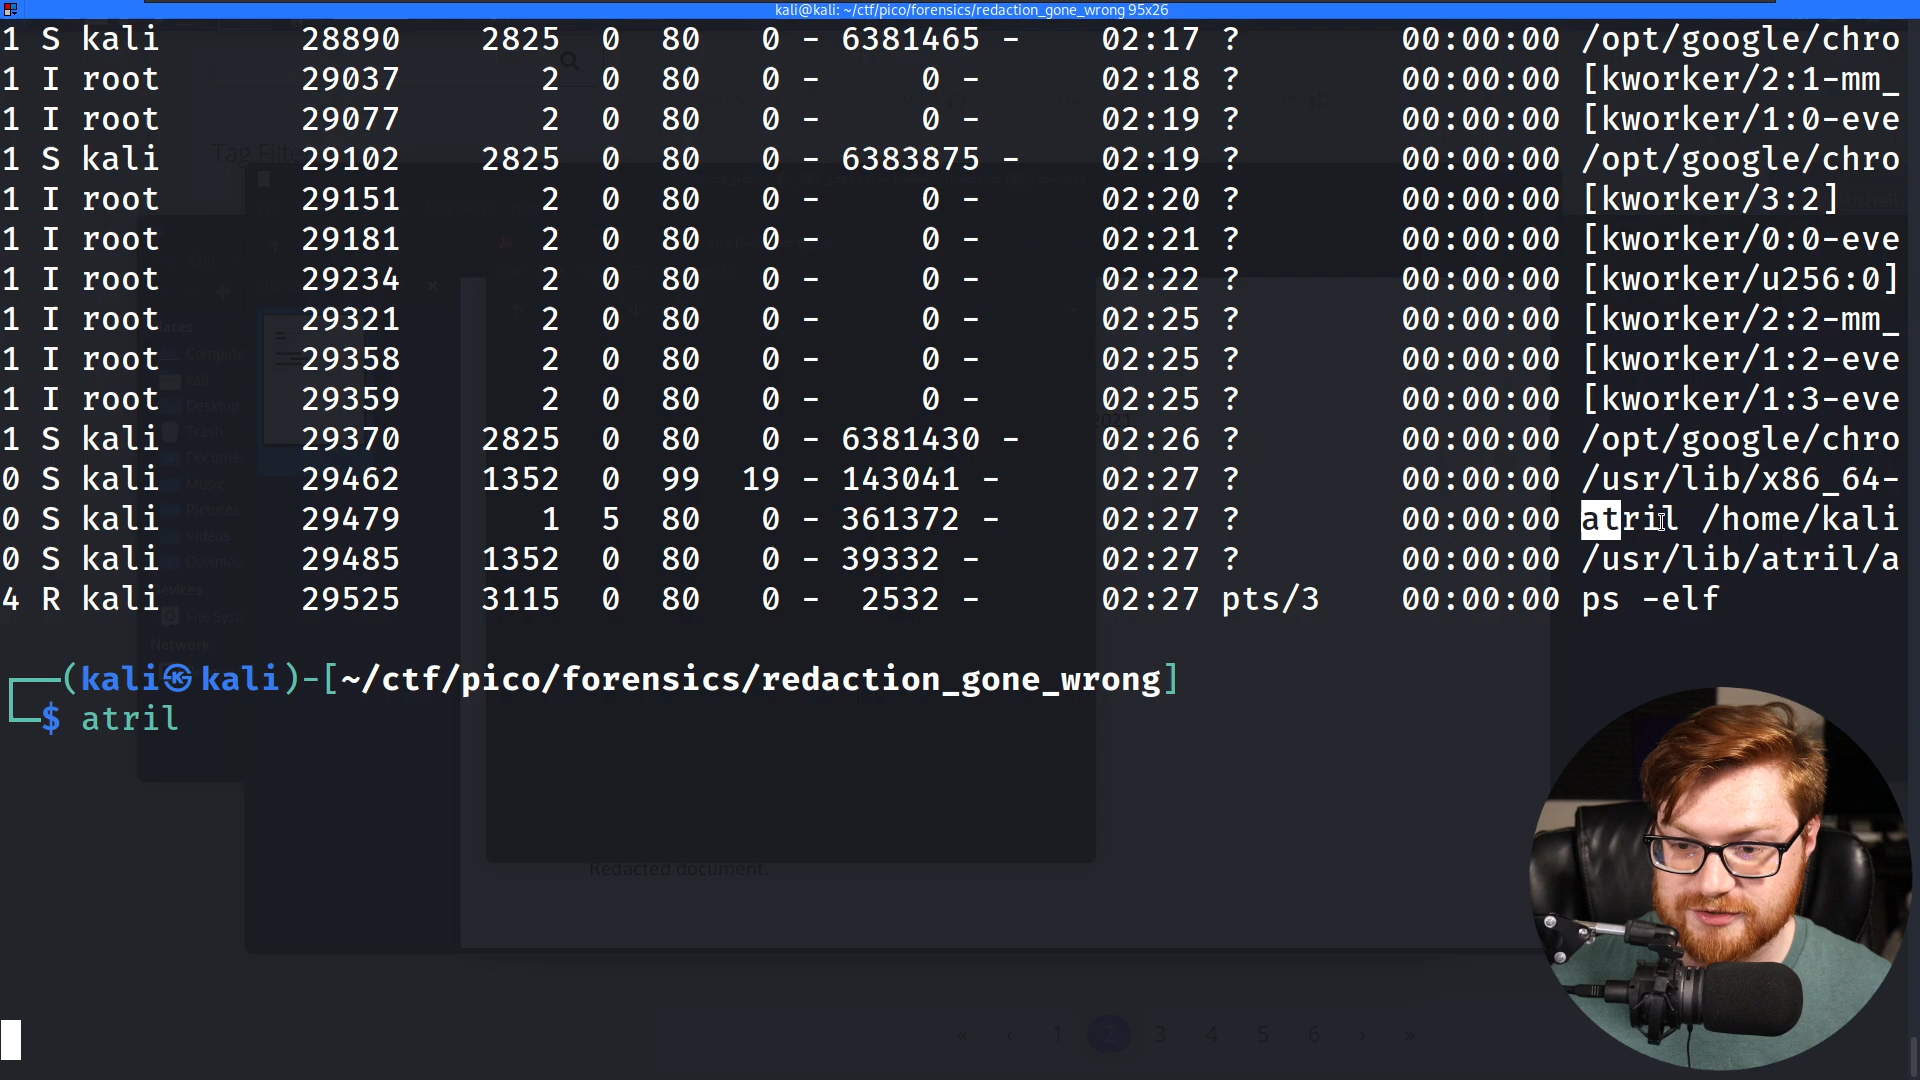 kali@kali: ~/ctf/pico/forensics/redaction_gone_wrong 95x26
1 S kali 28890 2825 0 80 0 - 6381465 - 02:17 ? 00:00:00 /opt/google/chro
1 I root 29037 2 0 80 0 - 0 - 02:18 ? 00:00:00 [kworker/2:1-mm_
1 I root 29077 2 0 80 0 - 0 - 02:19 ? 00:00:00 [kworker/1:0-eve
1 S kali 29102 2825 0 80 0 - 6383875 - 02:19 ? 00:00:00 /opt/google/chro
1 I root 29151 2 0 80 0 - 0 - 02:20 ? 00:00:00 [kworker/3:2]
1 I root 29181 2 0 80 0 - 0 - 02:21 ? 00:00:00 [kworker/0:0-eve
1 I root 29234 2 0 80 0 - 0 - 02:22 ? 00:00:00 [kworker/u256:0]
1 I root 29321 2 0 80 0 - 0 - 02:25 ? 00:00:00 [kworker/2:2-mm_
1 I root 29358 2 0 80 0 - 0 - 02:25 ? 00:00:00 [kworker/1:2-eve
1 I root 29359 2 0 80 0 - 0 - 02:25 ? 00:00:00 [kworker/1:3-eve
1 S kali 29370 2825 0 80 0 - 6381430 - 02:26 ? 00:00:00 /opt/google/chro
0 S kali 29462 1352 0 99 19 - 143041 - 02:27 ? 00:00:00 /usr/lib/x86_64-
0 S kali 29479 1 5 80 0 - 361372 - 02:27 ? 00:00:00 atril /home/kali
0 S kali 29485 1352 0 80 0 - 39332 - 02:27 ? 00:00:00 /usr/lib/atril/a
4 R kali 29525 3115 0 80 0 - 2532 - 02:27 pts/3 00:00:00 ps -elf
(kali㉿kali)-[~/ctf/pico/forensics/redaction_gone_wrong]
$ atril
Kali
Desktop
Trash
Music
Pictures
Videos
Devices
Network
Redacted document.
« ‹ 1 2 3 4 5 6 › »